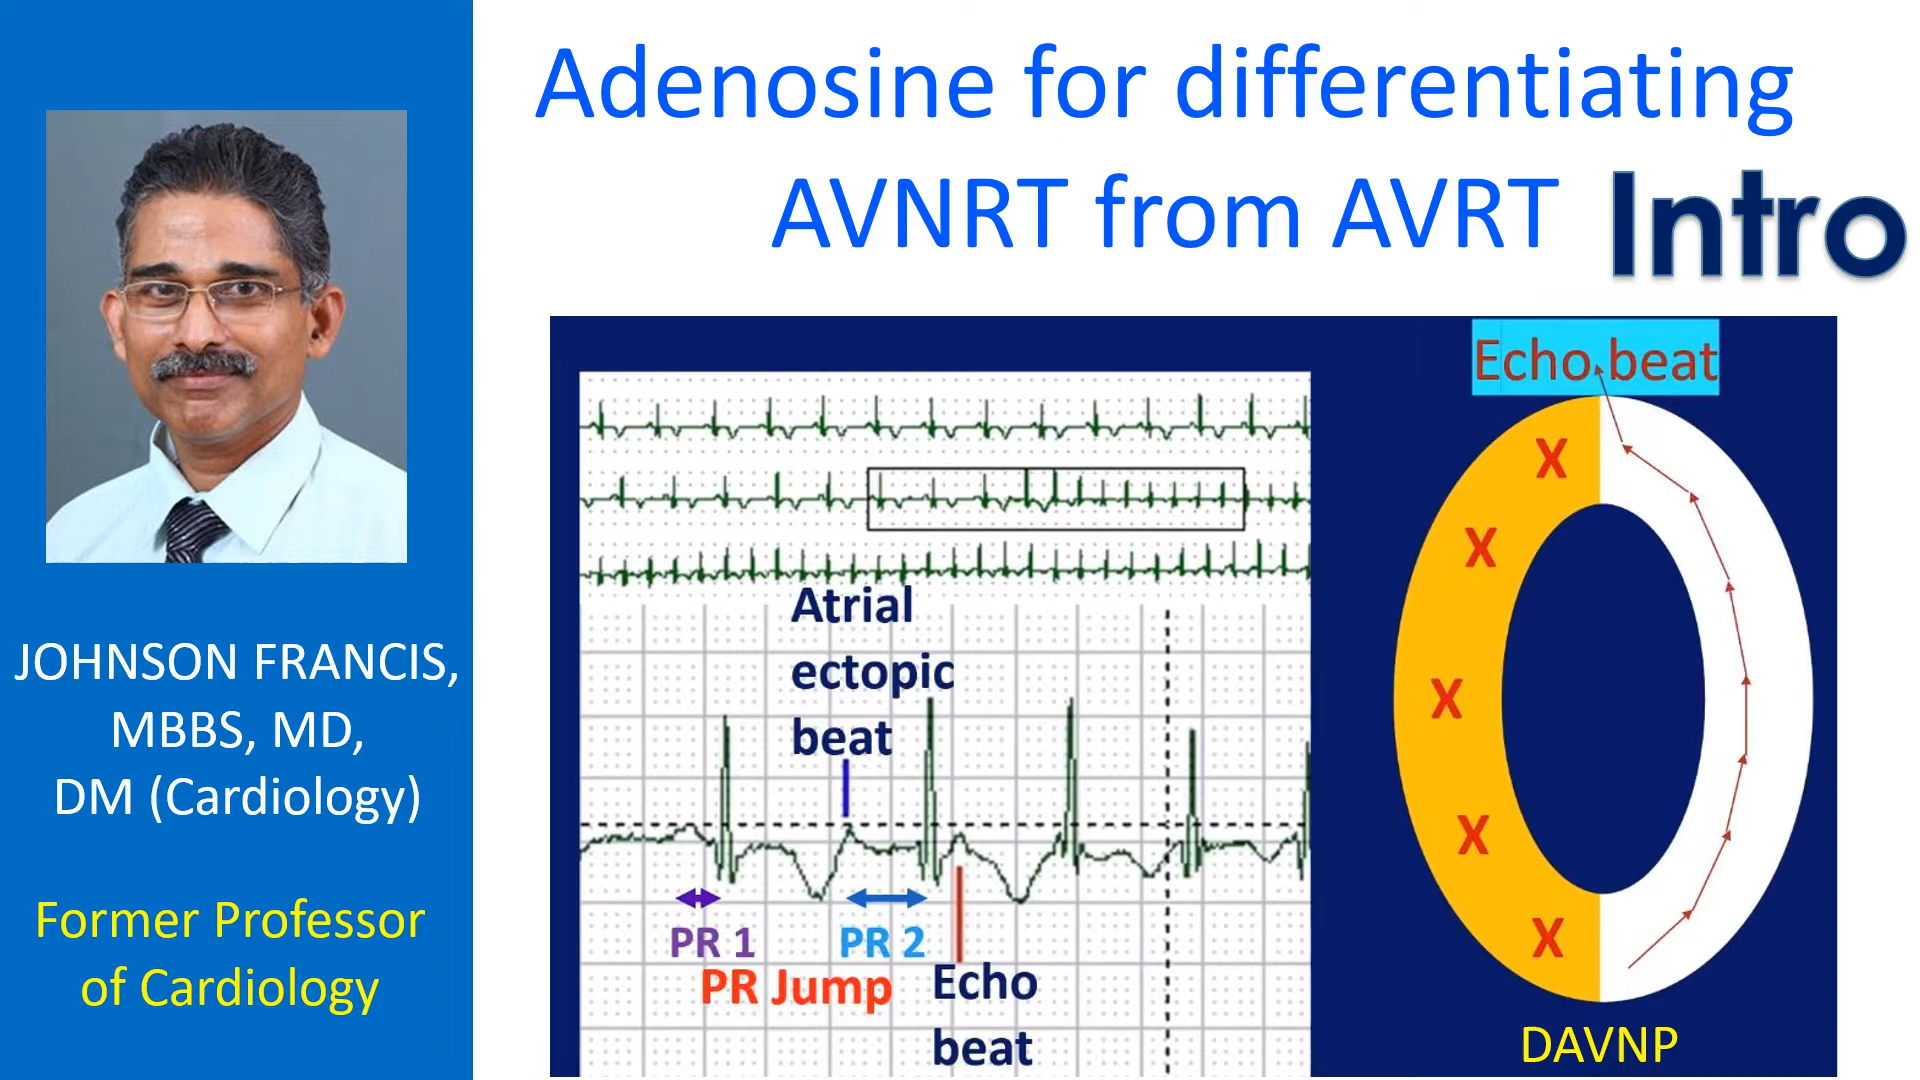 Adenosine for differentiating
AVNRT from AVRT Intro
JOHNSON FRANCIS,
MBBS, MD,
DM (Cardiology)
Former Professor
of Cardiology
Atrial
ectopic
beat
PR 1
PR 2
PR Jump
Echo
beat
Echo beat
X
X
X
X
X
DAVNP